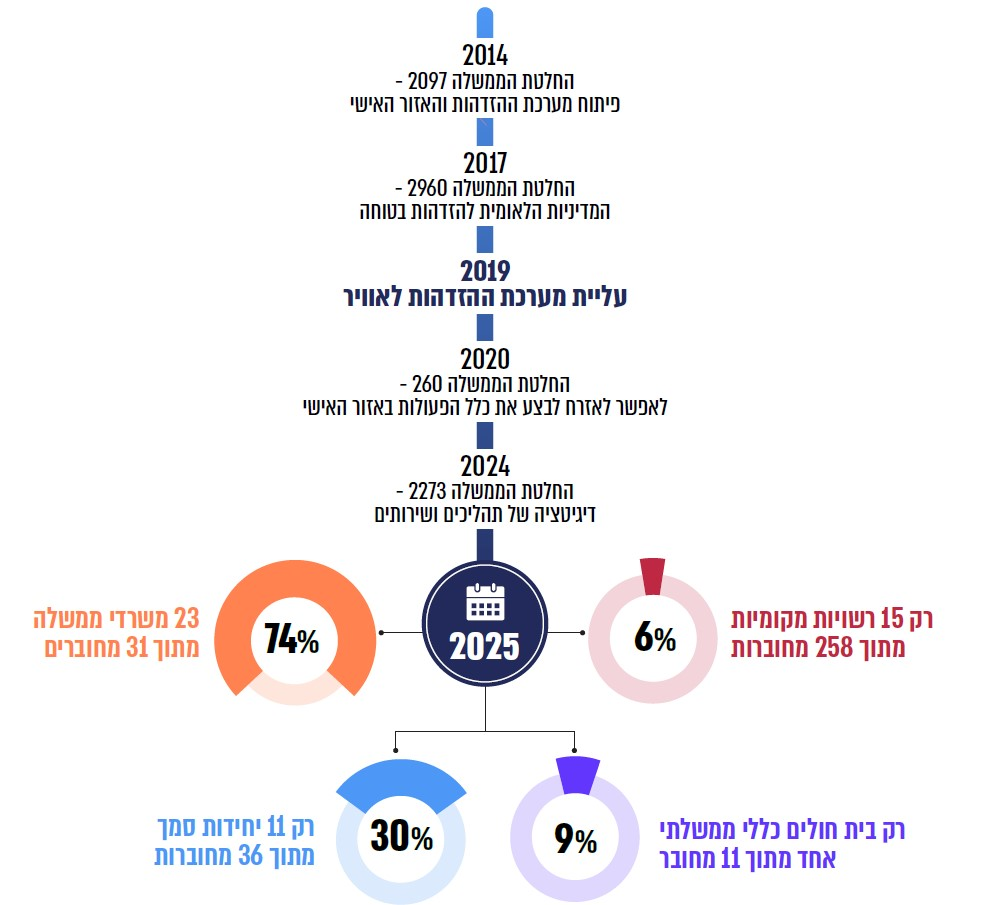 2014
החלטת הממשלה 2097 -
פיתוח מערכת ההזדהות והאזור האישי
2017
החלטת הממשלה 2960 -
המדיניות הלאומית להזדהות בטוחה
2019
עליית מערכת ההזדהות לאוויר
2020
החלטת הממשלה 260 -
לאפשר לאזרח לבצע את כלל הפעולות באזור האישי
2024
החלטת הממשלה 2273 -
דיגיטציה של תהליכים ושירותים
2025
רק 15 רשויות מקומיות
מתוך 258 מחוברות
6%
23 משרדי ממשלה
מתוך 31 מחוברים
74%
רק בית חולים כללי ממשלתי
אחד מתוך 11 מחובר
9%
רק 11 יחידות סמך
מתוך 36 מחוברות
30%